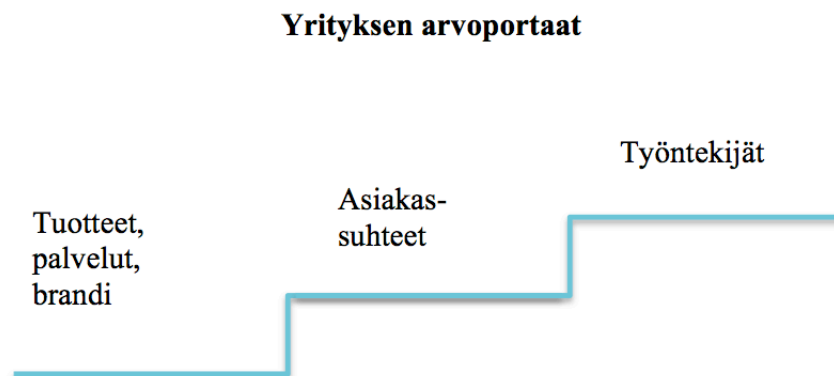 Yrityksen arvoportaat
Tuotteet,
palvelut,
brandi
Asiakas-
suhteet
Työntekijät